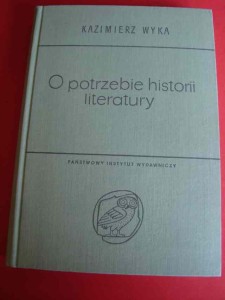 KAZIMIERZ WYKA
O potrzebie historii
literatury
PAŃSTWOWY INSTYTUT WYDAWNICZY